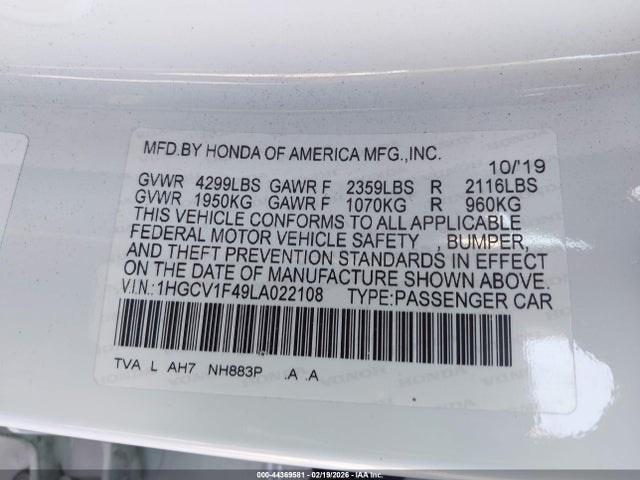 MFD.BY HONDA OF AMERICA MFG.,INC.
10/'19
GVWR 4299LBS GAWR F 2359LBS R 2116LBS
GVWR 1950KG GAWR F 1070KG R 960KG
THIS VEHICLE CONFORMS TO ALL APPLICABLE
FEDERAL MOTOR VEHICLE SAFETY BUMPER,
AND THEFT PREVENTION STANDARDS IN EFFECT
ON THE DATE OF MANUFACTURE SHOWN ABOVE.
V.I.N.:1HGCV1F49LA022108 TYPE:PASSENGER CAR
TVA L AH7 NH883P .A .A
HONDA HONDA HONDA
000-44369581 - 02/19/2026 - IAA Inc.